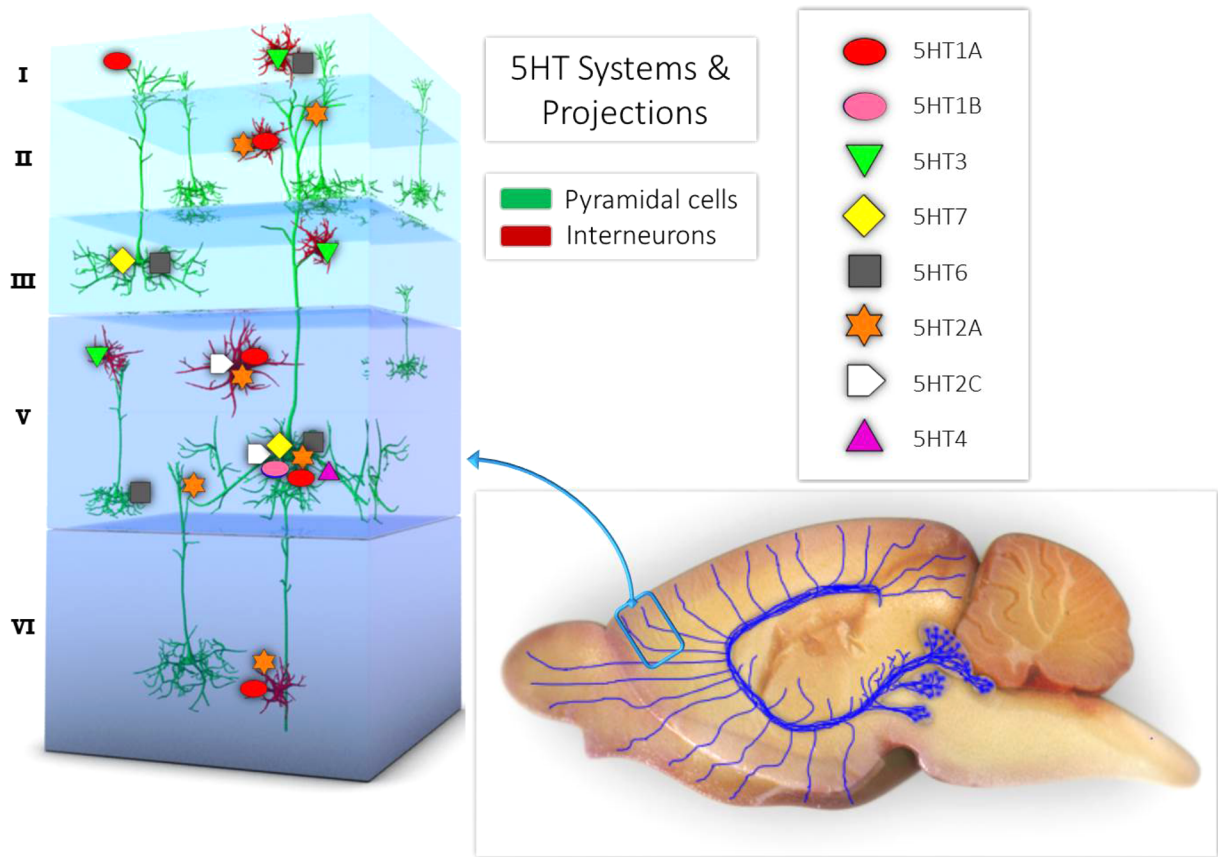 I
II
III
V
VI
5HT Systems &
Projections
Pyramidal cells
Interneurons
5HT1A
5HT1B
5HT3
5HT7
5HT6
5HT2A
5HT2C
5HT4